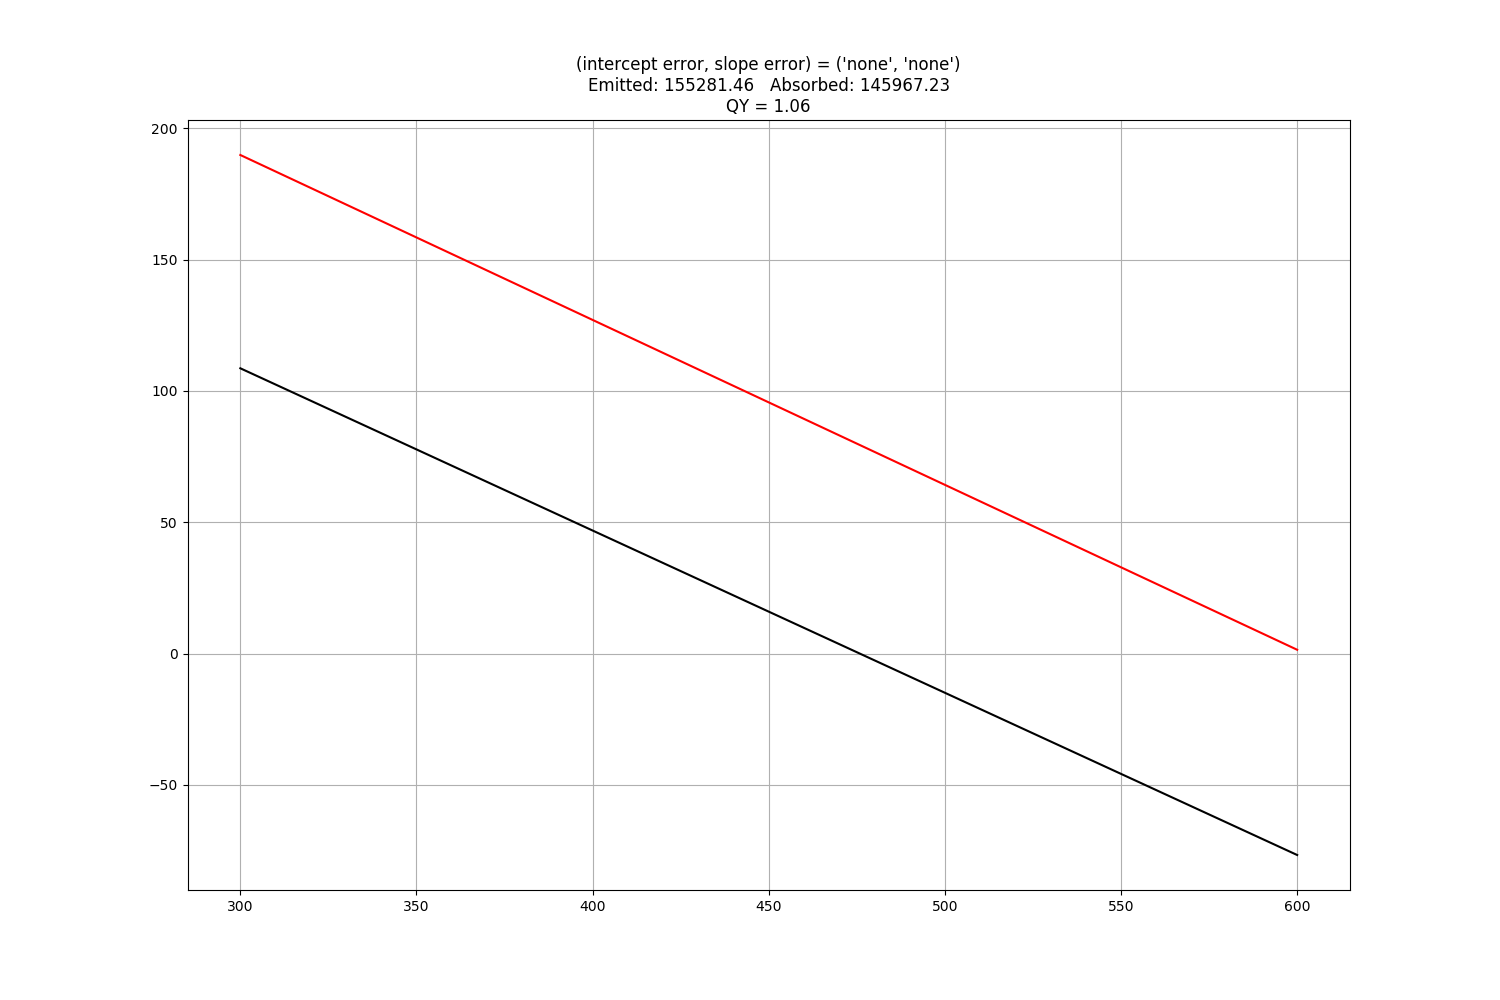 (intercept error, slope error) = ('none', 'none')
Emitted: 155281.46   Absorbed: 145967.23
QY = 1.06
200
150
100
50
0
−50
300 350 400 450 500 550 600